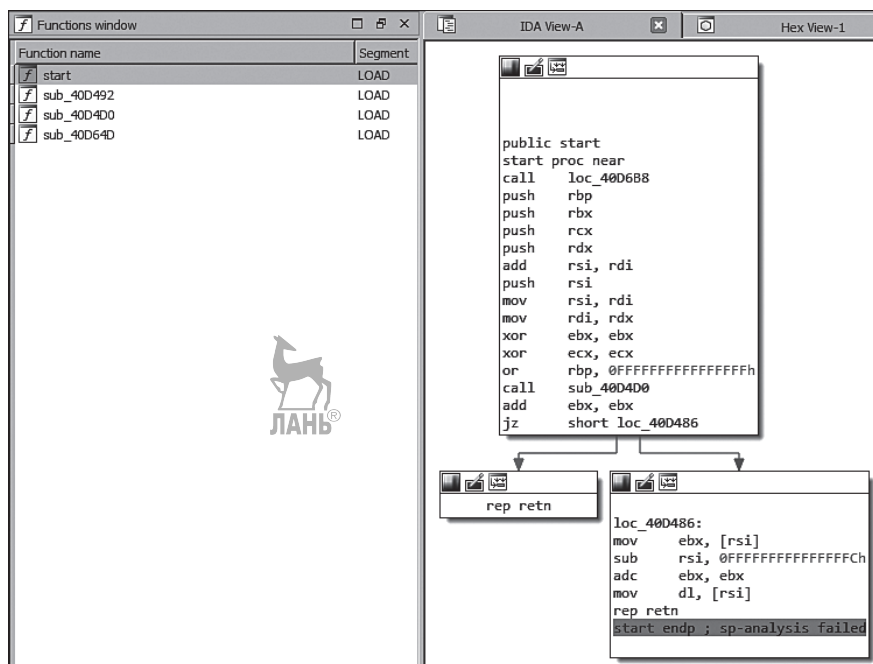 Functions window
Function name Segment
start LOAD
sub_40D492 LOAD
sub_40D4D0 LOAD
sub_40D64D LOAD
ЛАНЬ®
IDA View-A Hex View-1
public start
start proc near
call loc_40D6B8
push rbp
push rbx
push rcx
push rdx
add rsi, rdi
push rsi
mov rsi, rdi
mov rdi, rdx
xor ebx, ebx
xor ecx, ecx
or rbp, 0FFFFFFFFFFFFFFFFh
call sub_40D4D0
add ebx, ebx
jz short loc_40D486
rep retn
loc_40D486:
mov ebx, [rsi]
sub rsi, 0FFFFFFFFFFFFFFFCh
adc ebx, ebx
mov dl, [rsi]
rep retn
start endp ; sp-analysis failed